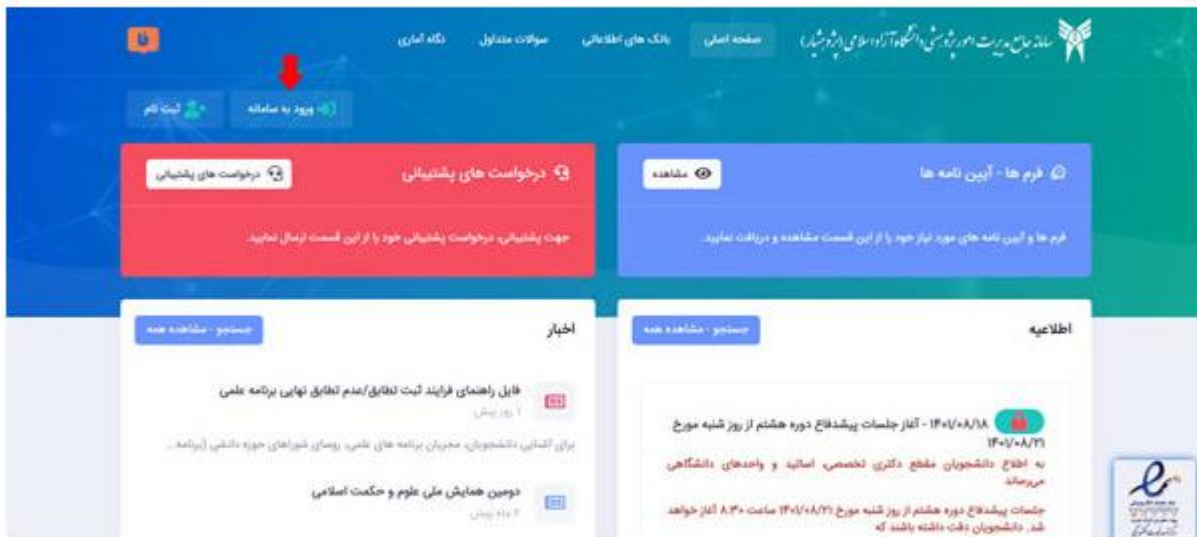 سامانه جامع مدیریت امور پژوهشی دانشگاه آزاد اسلامی (پژوهشیار)
صفحه اصلی
بانک های اطلاعاتی
سوالات متداول
نگاه آماری
فا
ورود به سامانه
ثبت نام
فرم ها - آیین نامه ها
مشاهده
فرم ها و آیین نامه های مورد نیاز خود را از این قسمت مشاهده و دریافت نمایید.
درخواست های پشتیبانی
درخواست های پشتیبانی
جهت پشتیبانی، درخواست پشتیبانی خود را از این قسمت ارسال نمایید.
اطلاعیه
جستجو - مشاهده همه
۱۴۰۱/۰۸/۱۸ - آغاز جلسات پیشدفاع دوره هشتم از روز شنبه مورخ
۱۴۰۱/۰۸/۲۱
به اطلاع دانشجویان مقطع دکتری تخصصی، اساتید و واحدهای دانشگاهی
می‌رساند
جلسات پیشدفاع دوره هشتم از روز شنبه مورخ ۱۴۰۱/۰۸/۲۱ ساعت ۸:۳۰ آغاز خواهد
شد. دانشجویان دقت داشته باشند که
اخبار
جستجو - مشاهده همه
فایل راهنمای فرایند ثبت تطابق/عدم تطابق نهایی برنامه علمی
۱ روز پیش
برای آشنایی دانشجویان، مجریان برنامه های علمی، روسای شوراهای حوزه دانشی (برنامه ...
دومین همایش ملی علوم و حکمت اسلامی
۲ ماه پیش